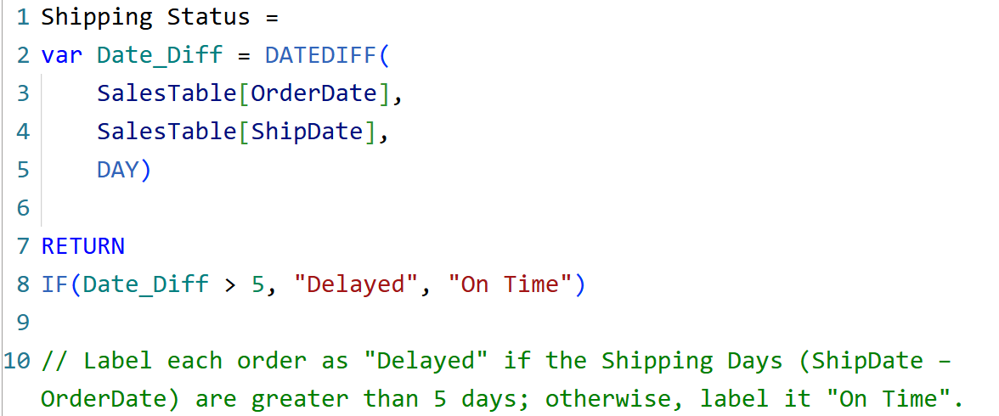 1 Shipping Status =
2 var Date_Diff = DATEDIFF(
3 SalesTable[OrderDate],
4 SalesTable[ShipDate],
5 DAY)
6
7 RETURN
8 IF(Date_Diff > 5, "Delayed", "On Time")
9
10 // Label each order as "Delayed" if the Shipping Days (ShipDate –
OrderDate) are greater than 5 days; otherwise, label it "On Time".